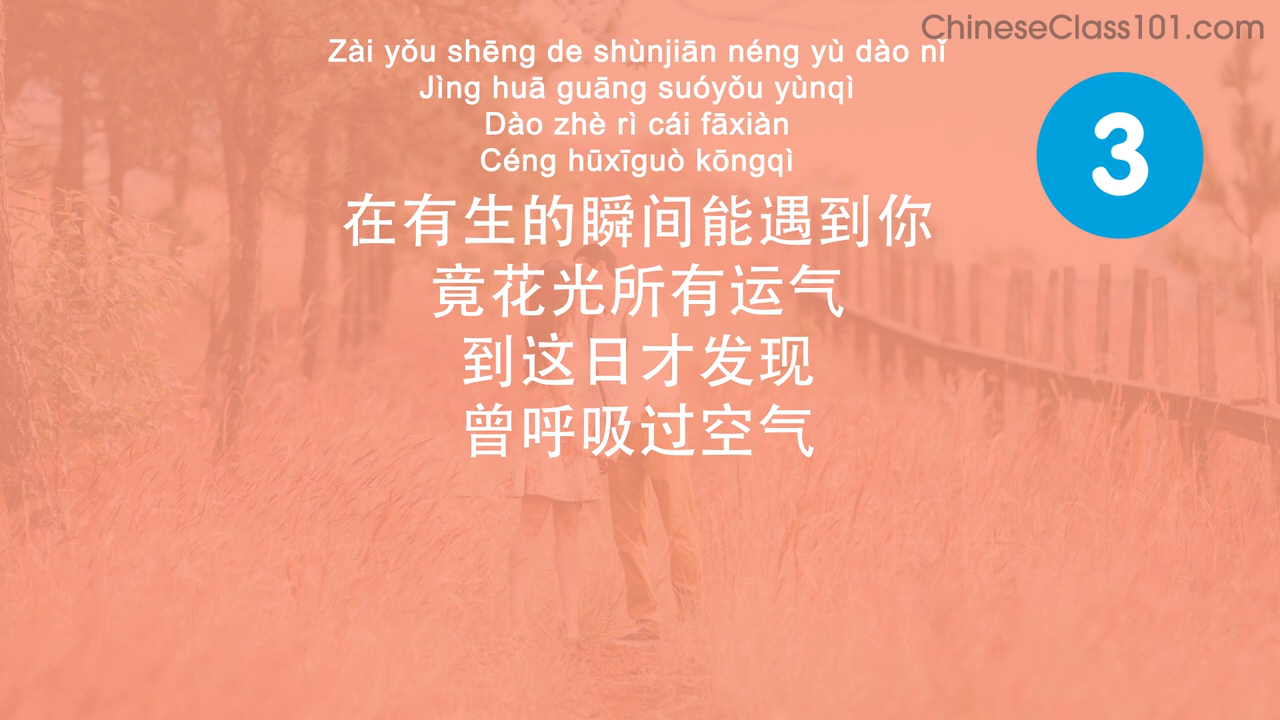 ChineseClass101.com
Zài yǒu shēng de shùnjiān néng yù dào nǐ
Jìng huā guāng suóyǒu yùnqì
Dào zhè rì cái fāxiàn
Céng hūxīguò kōngqì
3
在有生的瞬间能遇到你
竟花光所有运气
到这日才发现
曾呼吸过空气